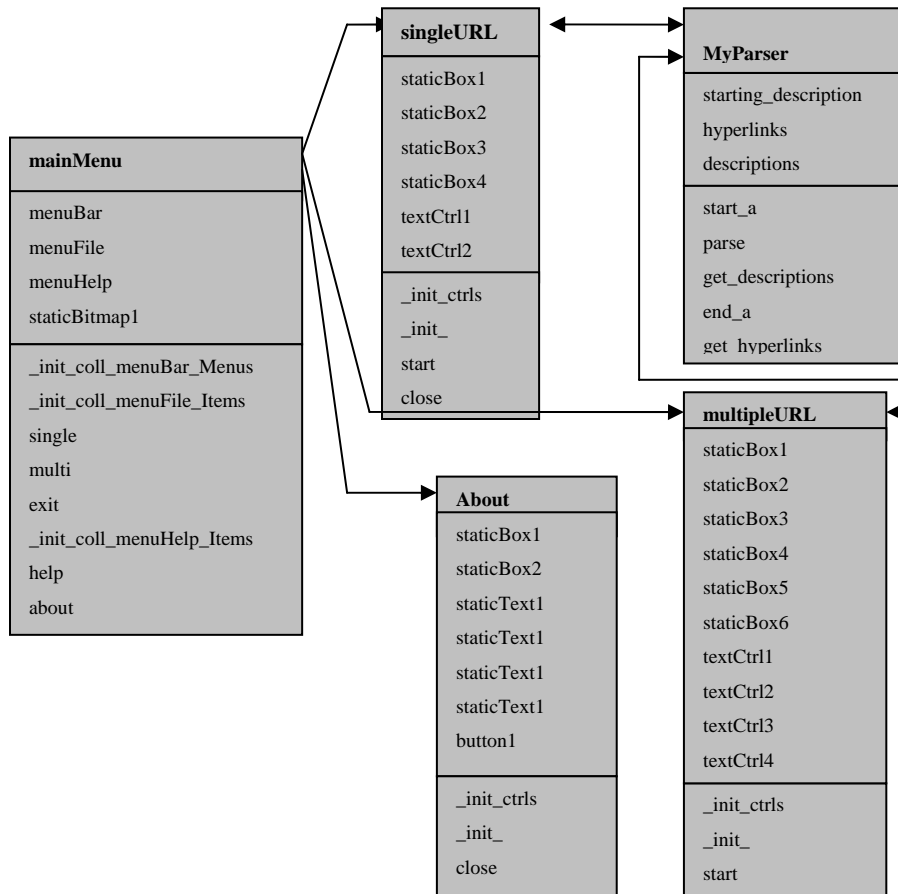 mainMenu
menuBar
menuFile
menuHelp
staticBitmap1
_init_coll_menuBar_Menus
_init_coll_menuFile_Items
single
multi
exit
_init_coll_menuHelp_Items
help
about
singleURL
staticBox1
staticBox2
staticBox3
staticBox4
textCtrl1
textCtrl2
_init_ctrls
_init_
start
close
MyParser
starting_description
hyperlinks
descriptions
start_a
parse
get_descriptions
end_a
get_hyperlinks
About
staticBox1
staticBox2
staticText1
staticText1
staticText1
staticText1
button1
_init_ctrls
_init_
close
multipleURL
staticBox1
staticBox2
staticBox3
staticBox4
staticBox5
staticBox6
textCtrl1
textCtrl2
textCtrl3
textCtrl4
_init_ctrls
_init_
start